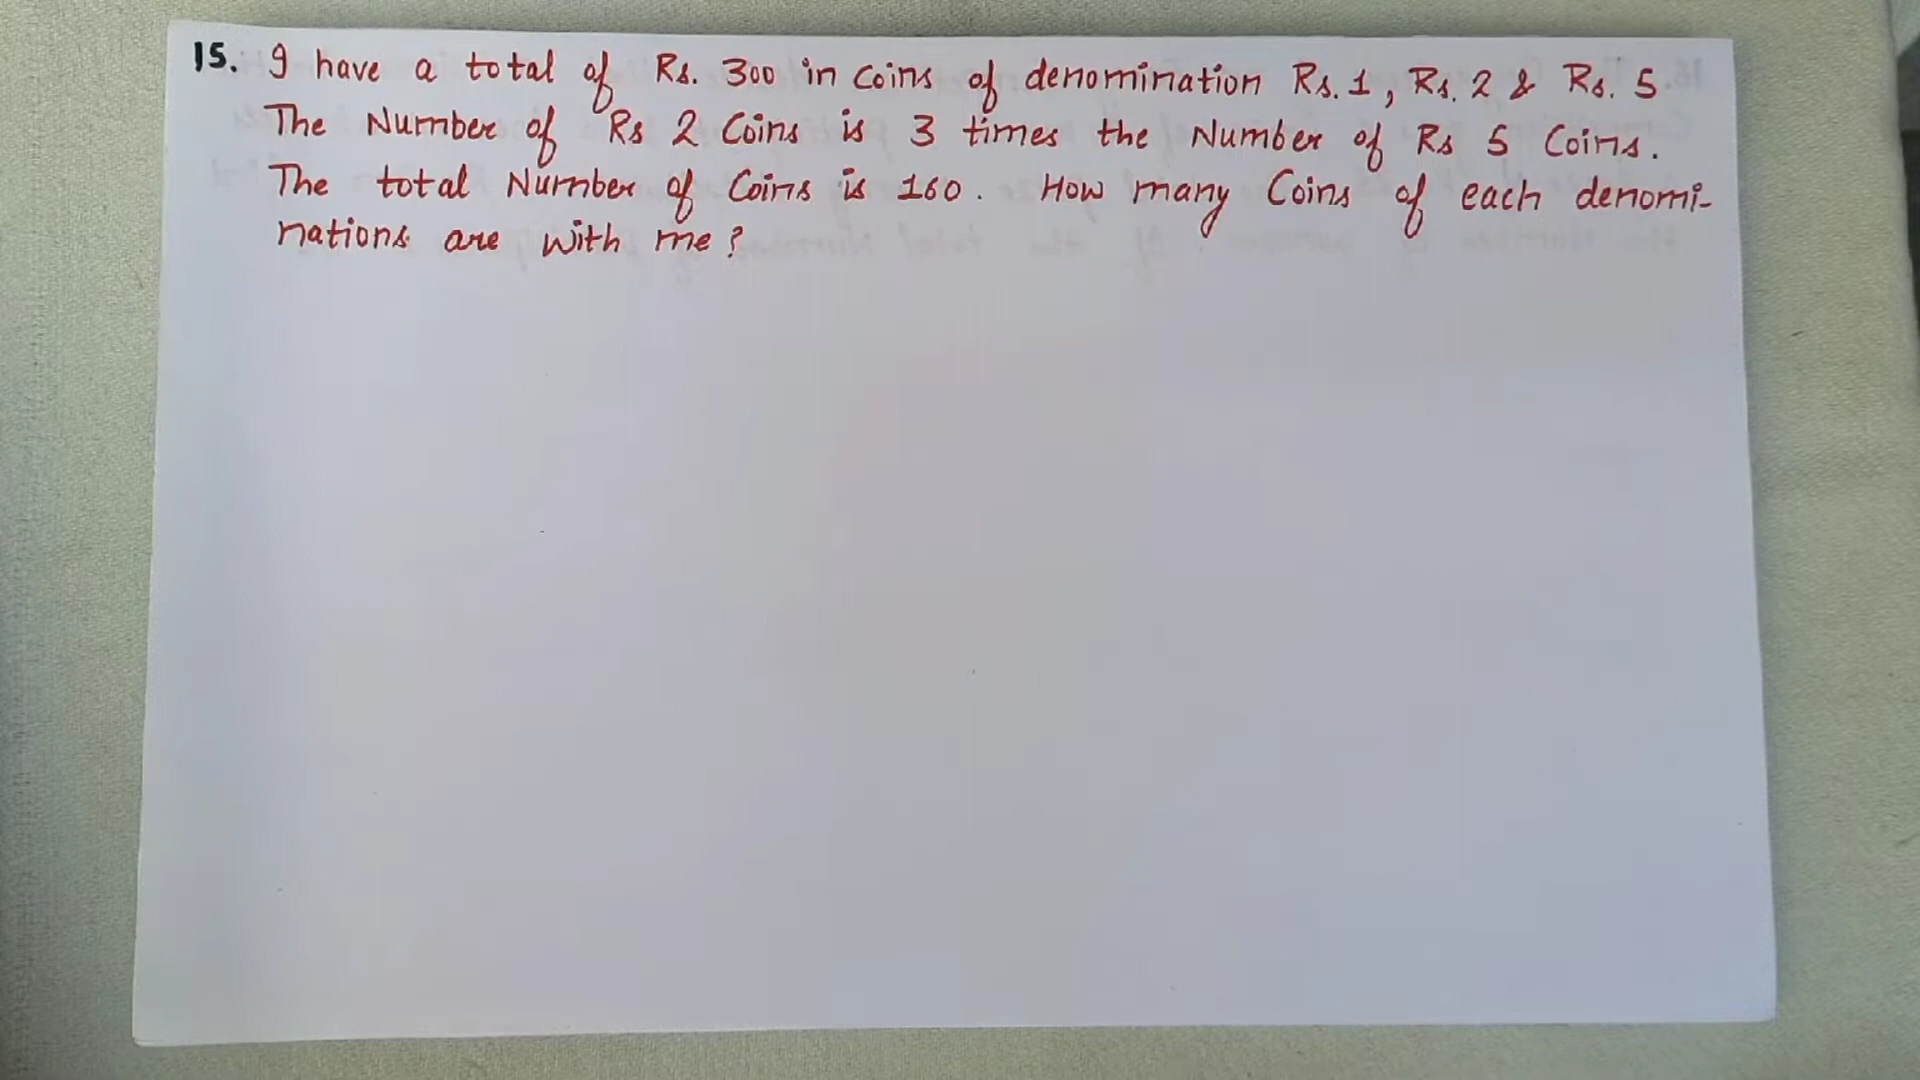 15. I have a total of Rs. 300 in coins of denomination Rs. 1, Rs. 2 & Rs. 5
The Number of Rs 2 Coins is 3 times the Number of Rs 5 Coins.
The total Number of Coins is 160. How many Coins of each denomi-
nations are with me?